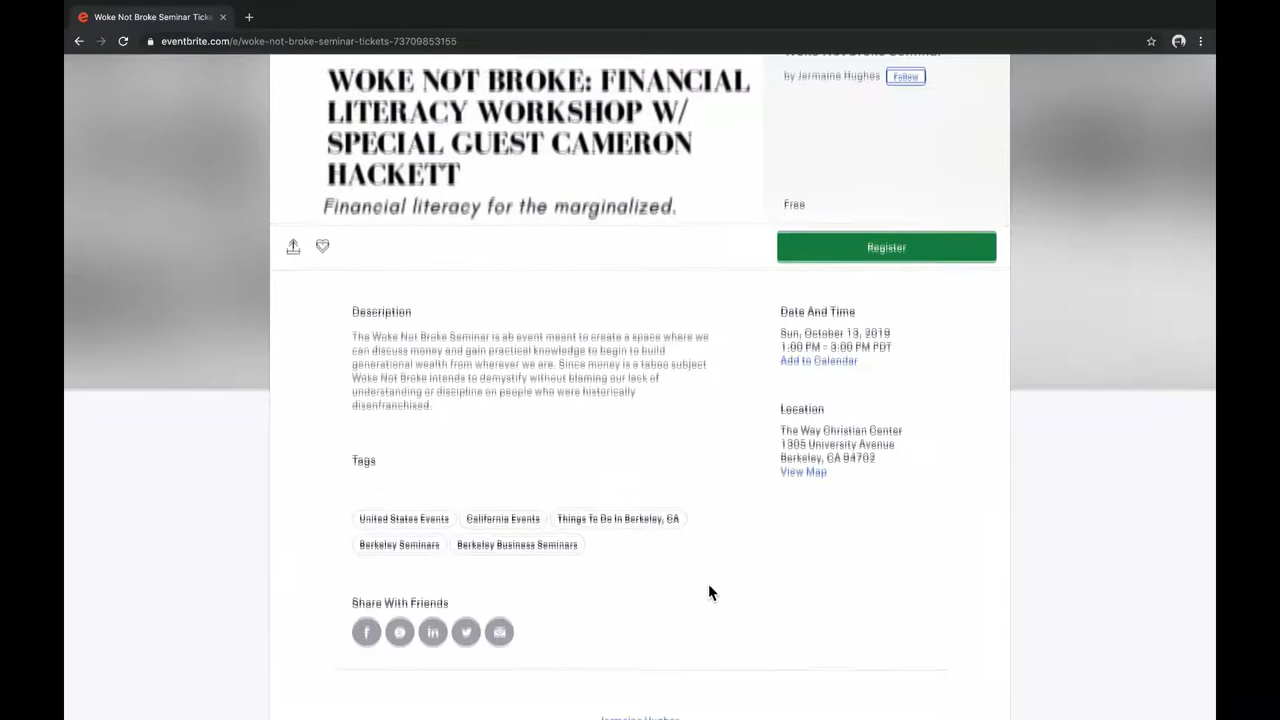 Woke Not Broke Seminar Ticke
eventbrite.com/e/woke-not-broke-seminar-tickets-73709853155
WOKE NOT BROKE: FINANCIAL
LITERACY WORKSHOP W/
SPECIAL GUEST CAMERON
HACKETT
Financial literacy for the marginalized.
Woke Not Broke Seminar
by Jermaine Hughes Follow
Free
Register
Description
The Woke Not Broke Seminar is ab event meant to create a space where we
can discuss money and gain practical knowledge to begin to build
generational wealth from wherever we are. Since money is a taboo subject
Woke Not Broke intends to demystify without blaming our lack of
understanding or discipline on people who were historically
disenfranchised.
Tags
United States Events California Events Things To Do In Berkeley, CA
Berkeley Seminars Berkeley Business Seminars
Share With Friends
Date And Time
Sun, October 13, 2019
1:00 PM – 3:00 PM PDT
Add to Calendar
Location
The Way Christian Center
1305 University Avenue
Berkeley, CA 94702
View Map
Jermaine Hughes